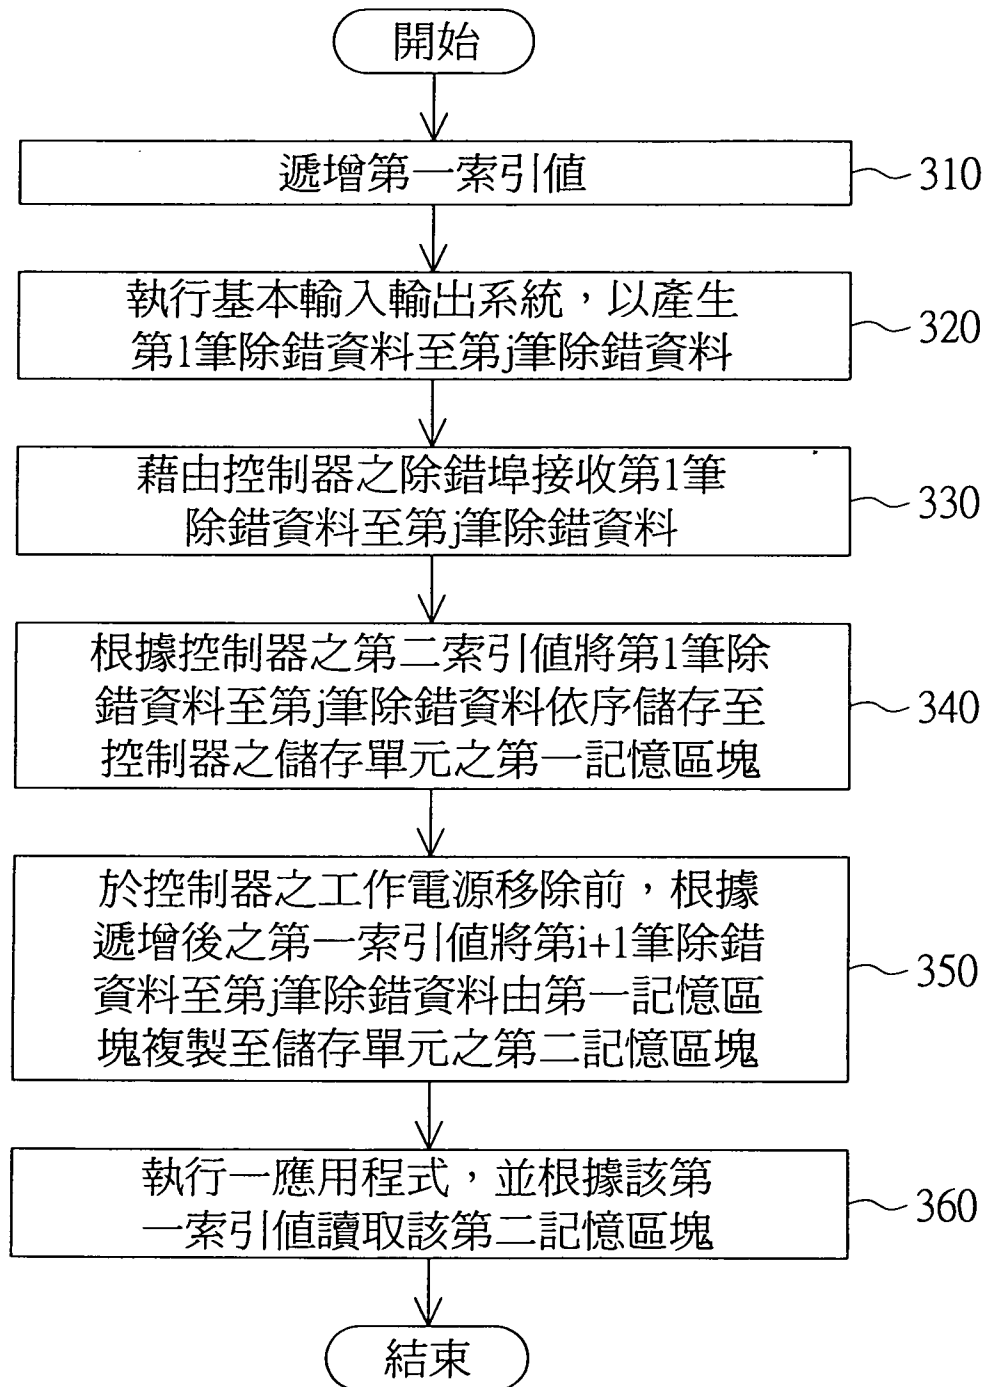 開始
遞增第一索引值
310
執行基本輸入輸出系統，以產生
第1筆除錯資料至第j筆除錯資料
320
藉由控制器之除錯埠接收第1筆
除錯資料至第j筆除錯資料
330
根據控制器之第二索引值將第1筆除
錯資料至第j筆除錯資料依序儲存至
控制器之儲存單元之第一記憶區塊
340
於控制器之工作電源移除前，根據
遞增後之第一索引值將第i+1筆除錯
資料至第j筆除錯資料由第一記憶區
塊複製至儲存單元之第二記憶區塊
350
執行一應用程式，並根據該第
一索引值讀取該第二記憶區塊
360
結束